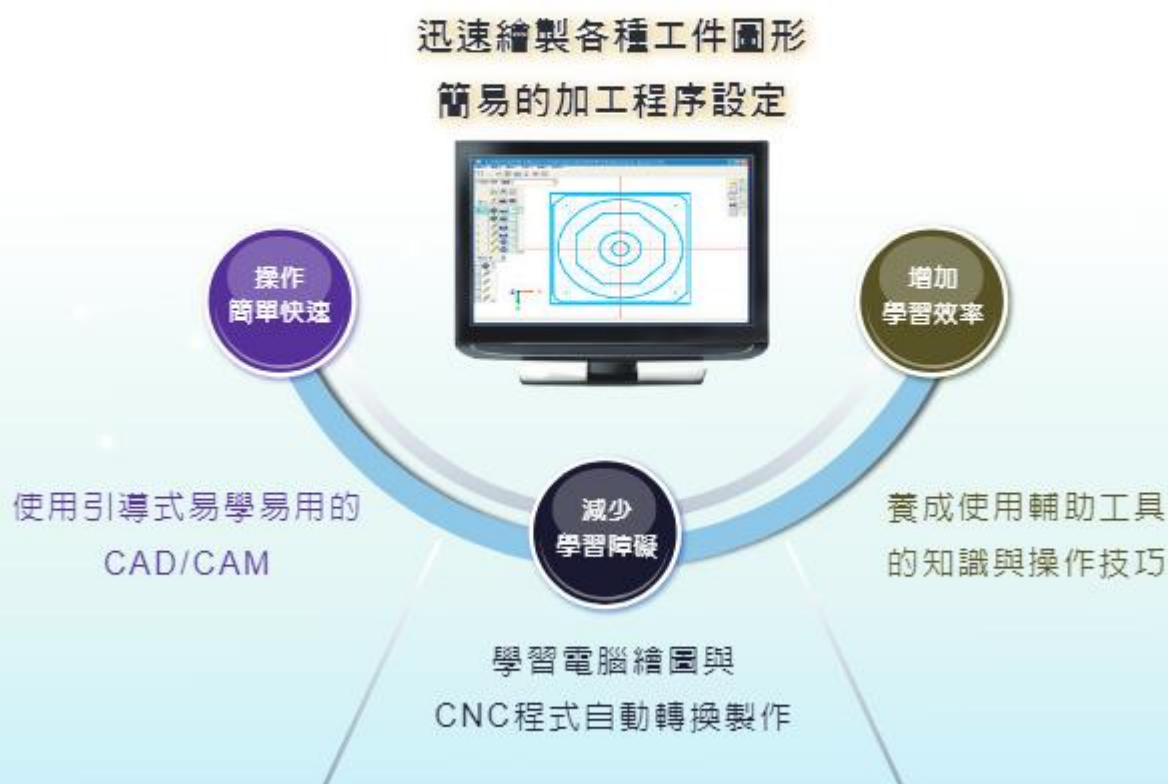 迅速繪製各種工件圖形
簡易的加工程序設定
操作
簡單快速
增加
學習效率
使用引導式易學易用的
CAD/CAM
減少
學習障礙
養成使用輔助工具
的知識與操作技巧
學習電腦繪圖與
CNC程式自動轉換製作